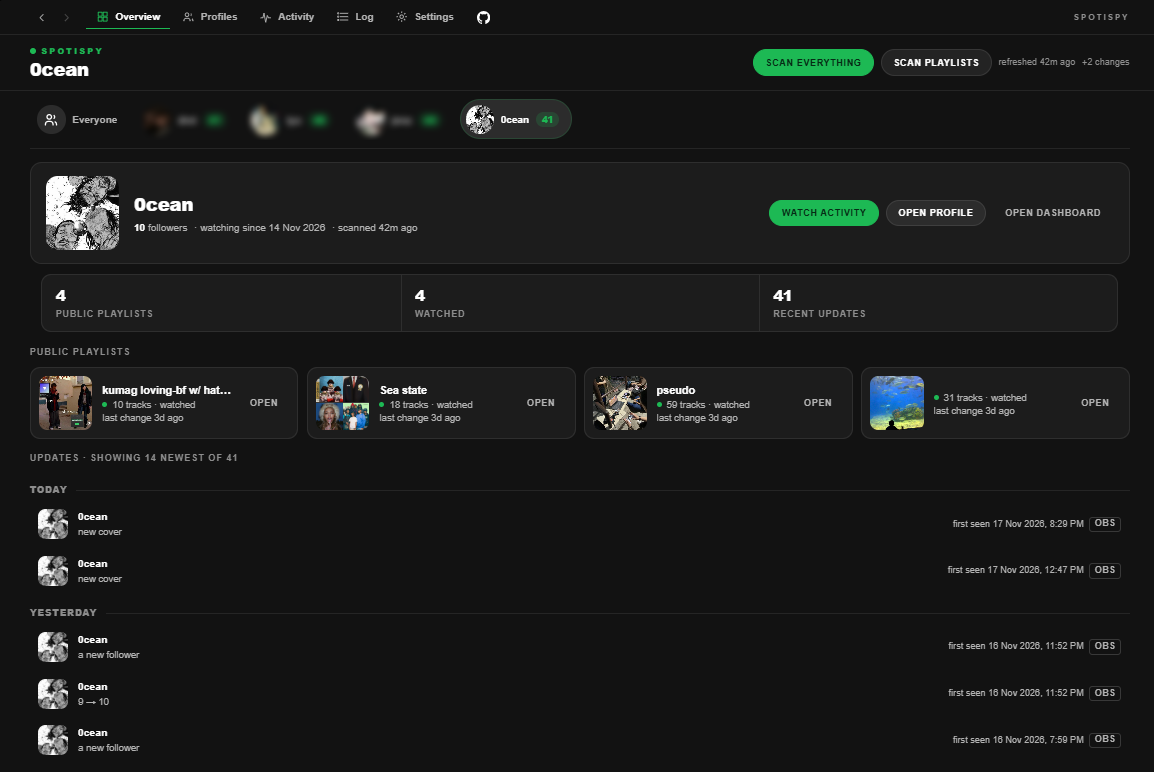 Overview
Profiles
Activity
Log
Settings
SPOTISPY
SPOTISPY
0cean
SCAN EVERYTHING
SCAN PLAYLISTS
refreshed 42m ago +2 changes
Everyone
0cean 41
0cean
10 followers · watching since 14 Nov 2026 · scanned 42m ago
WATCH ACTIVITY
OPEN PROFILE
OPEN DASHBOARD
4
PUBLIC PLAYLISTS
4
WATCHED
41
RECENT UPDATES
PUBLIC PLAYLISTS
kumag loving-bf w/ hat...
10 tracks · watched
last change 3d ago
OPEN
Sea state
18 tracks · watched
last change 3d ago
OPEN
pseudo
59 tracks · watched
last change 3d ago
OPEN
31 tracks · watched
last change 3d ago
OPEN
UPDATES · SHOWING 14 NEWEST OF 41
TODAY
0cean
new cover
first seen 17 Nov 2026, 8:29 PM OBS
0cean
new cover
first seen 17 Nov 2026, 12:47 PM OBS
YESTERDAY
0cean
a new follower
first seen 16 Nov 2026, 11:52 PM OBS
0cean
9 → 10
first seen 16 Nov 2026, 11:52 PM OBS
0cean
a new follower
first seen 16 Nov 2026, 7:59 PM OBS